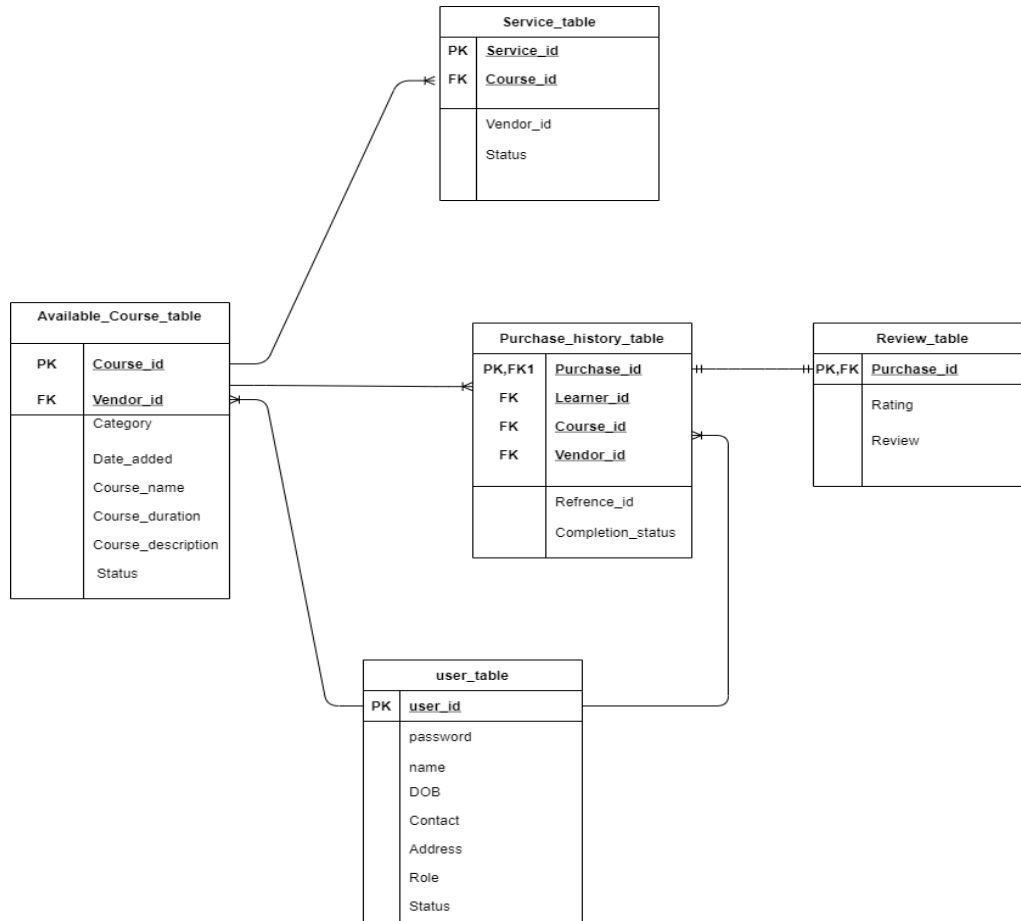 Service_table
PK Service_id
FK Course_id
Vendor_id
Status
Available_Course_table
PK Course_id
FK Vendor_id
Category
Date_added
Course_name
Course_duration
Course_description
Status
Purchase_history_table
PK,FK1 Purchase_id
FK Learner_id
FK Course_id
FK Vendor_id
Refrence_id
Completion_status
Review_table
PK,FK Purchase_id
Rating
Review
user_table
PK user_id
password
name
DOB
Contact
Address
Role
Status